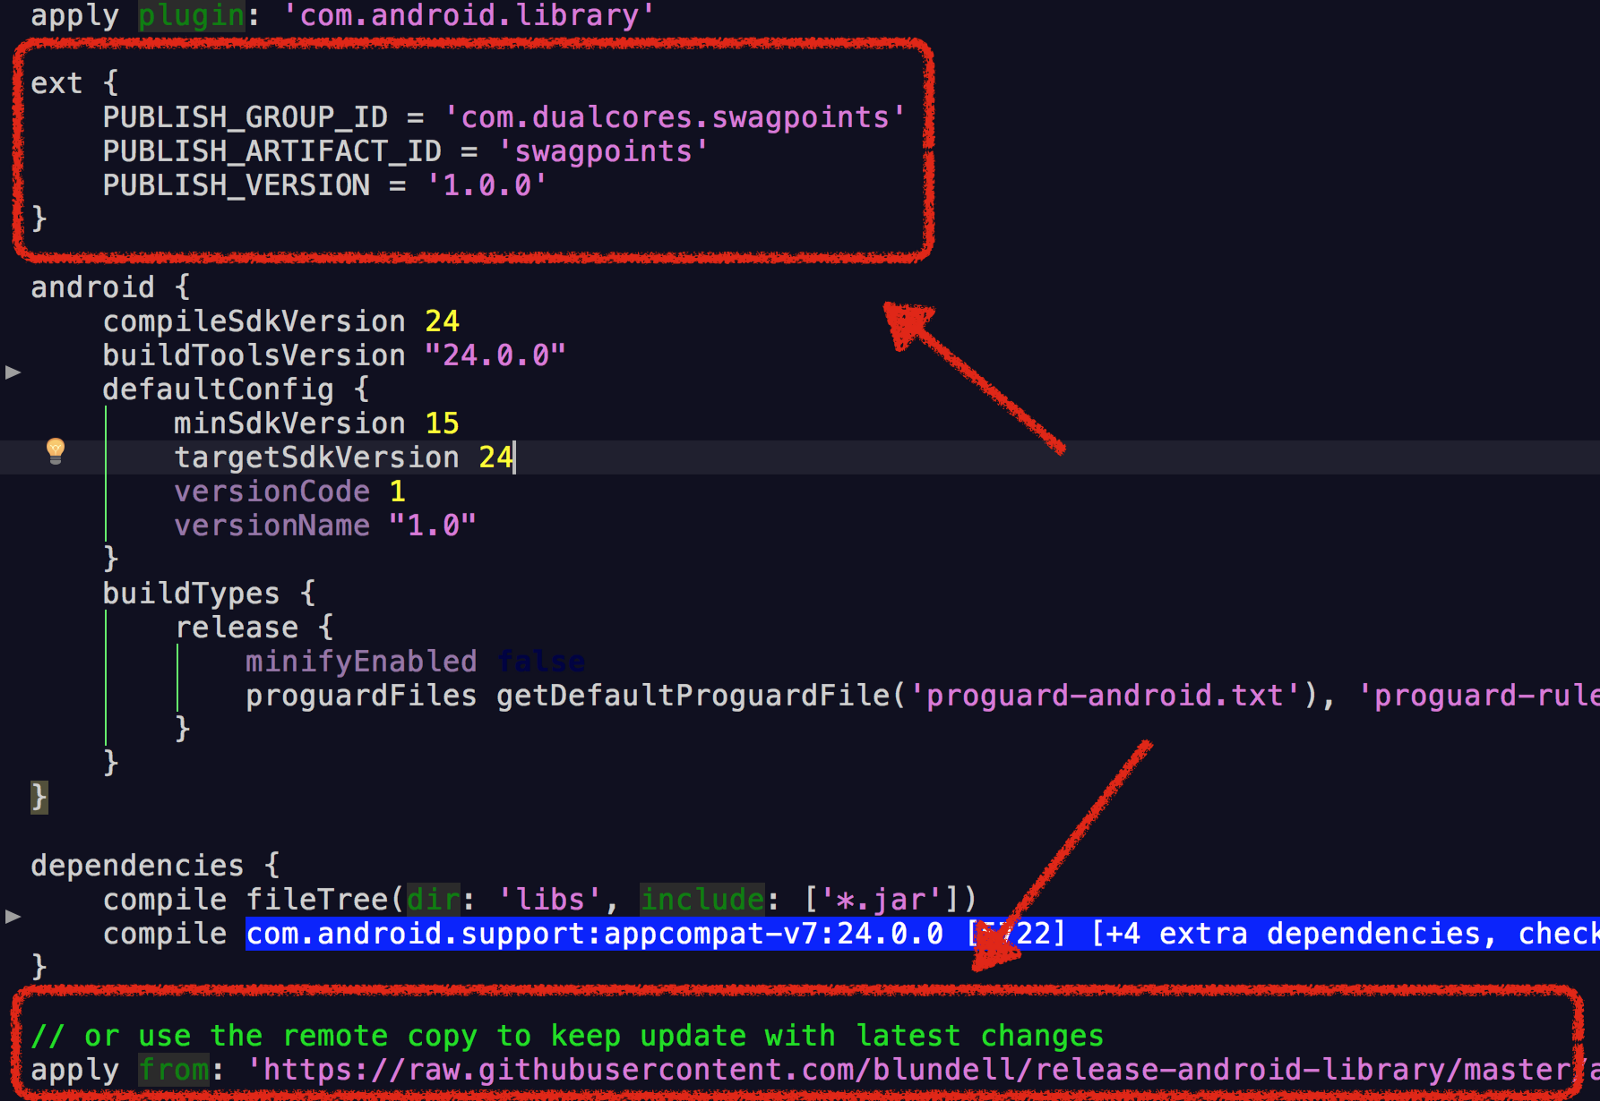 apply plugin: 'com.android.library'
ext {
PUBLISH_GROUP_ID = 'com.dualcores.swagpoints'
PUBLISH_ARTIFACT_ID = 'swagpoints'
PUBLISH_VERSION = '1.0.0'
}
android {
compileSdkVersion 24
buildToolsVersion "24.0.0"
defaultConfig {
minSdkVersion 15
targetSdkVersion 24
versionCode 1
versionName "1.0"
}
buildTypes {
release {
minifyEnabled false
proguardFiles getDefaultProguardFile('proguard-android.txt'), 'proguard-rule
}
}
}
dependencies {
compile fileTree(dir: 'libs', include: ['*.jar'])
compile com.android.support:appcompat-v7:24.0.0 [+4 extra dependencies, check
}
// or use the remote copy to keep update with latest changes
apply from: 'https://raw.githubusercontent.com/blundell/release-android-library/master/a